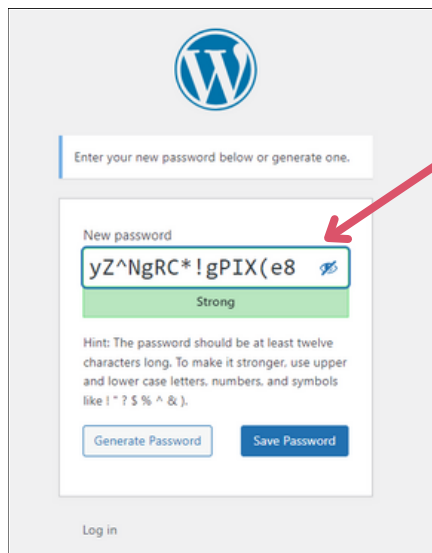 Enter your new password below or generate one.
New password
yZ^NgRC*!gPIX(e8
Strong
Hint: The password should be at least twelve
characters long. To make it stronger, use upper
and lower case letters, numbers, and symbols
like ! " ? $ % ^ & ).
Generate Password
Save Password
Log in